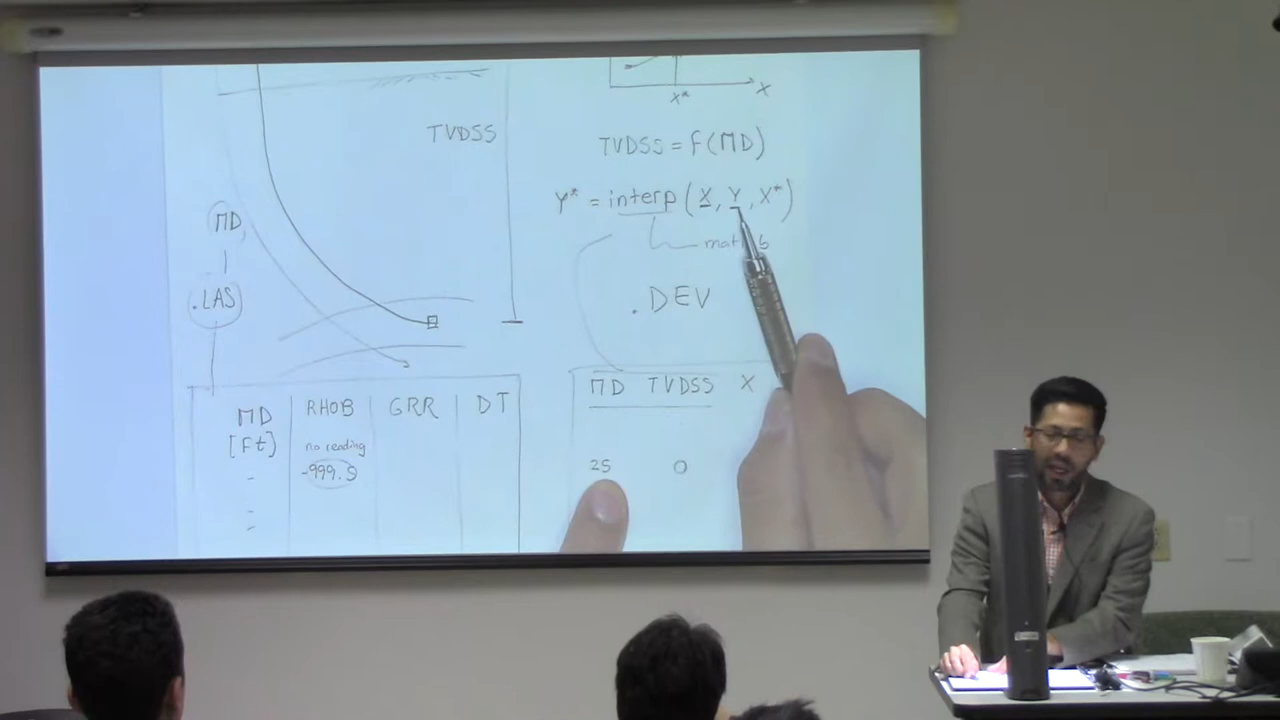 TVDSS
MD
.LAS
MD
[Ft]
RHOB
GRR
DT
no reading
-999.9
X*
X
TVDSS = F(MD)
Y* = interp(X, Y, X*)
.DEV
MD TVDSS X
25 0